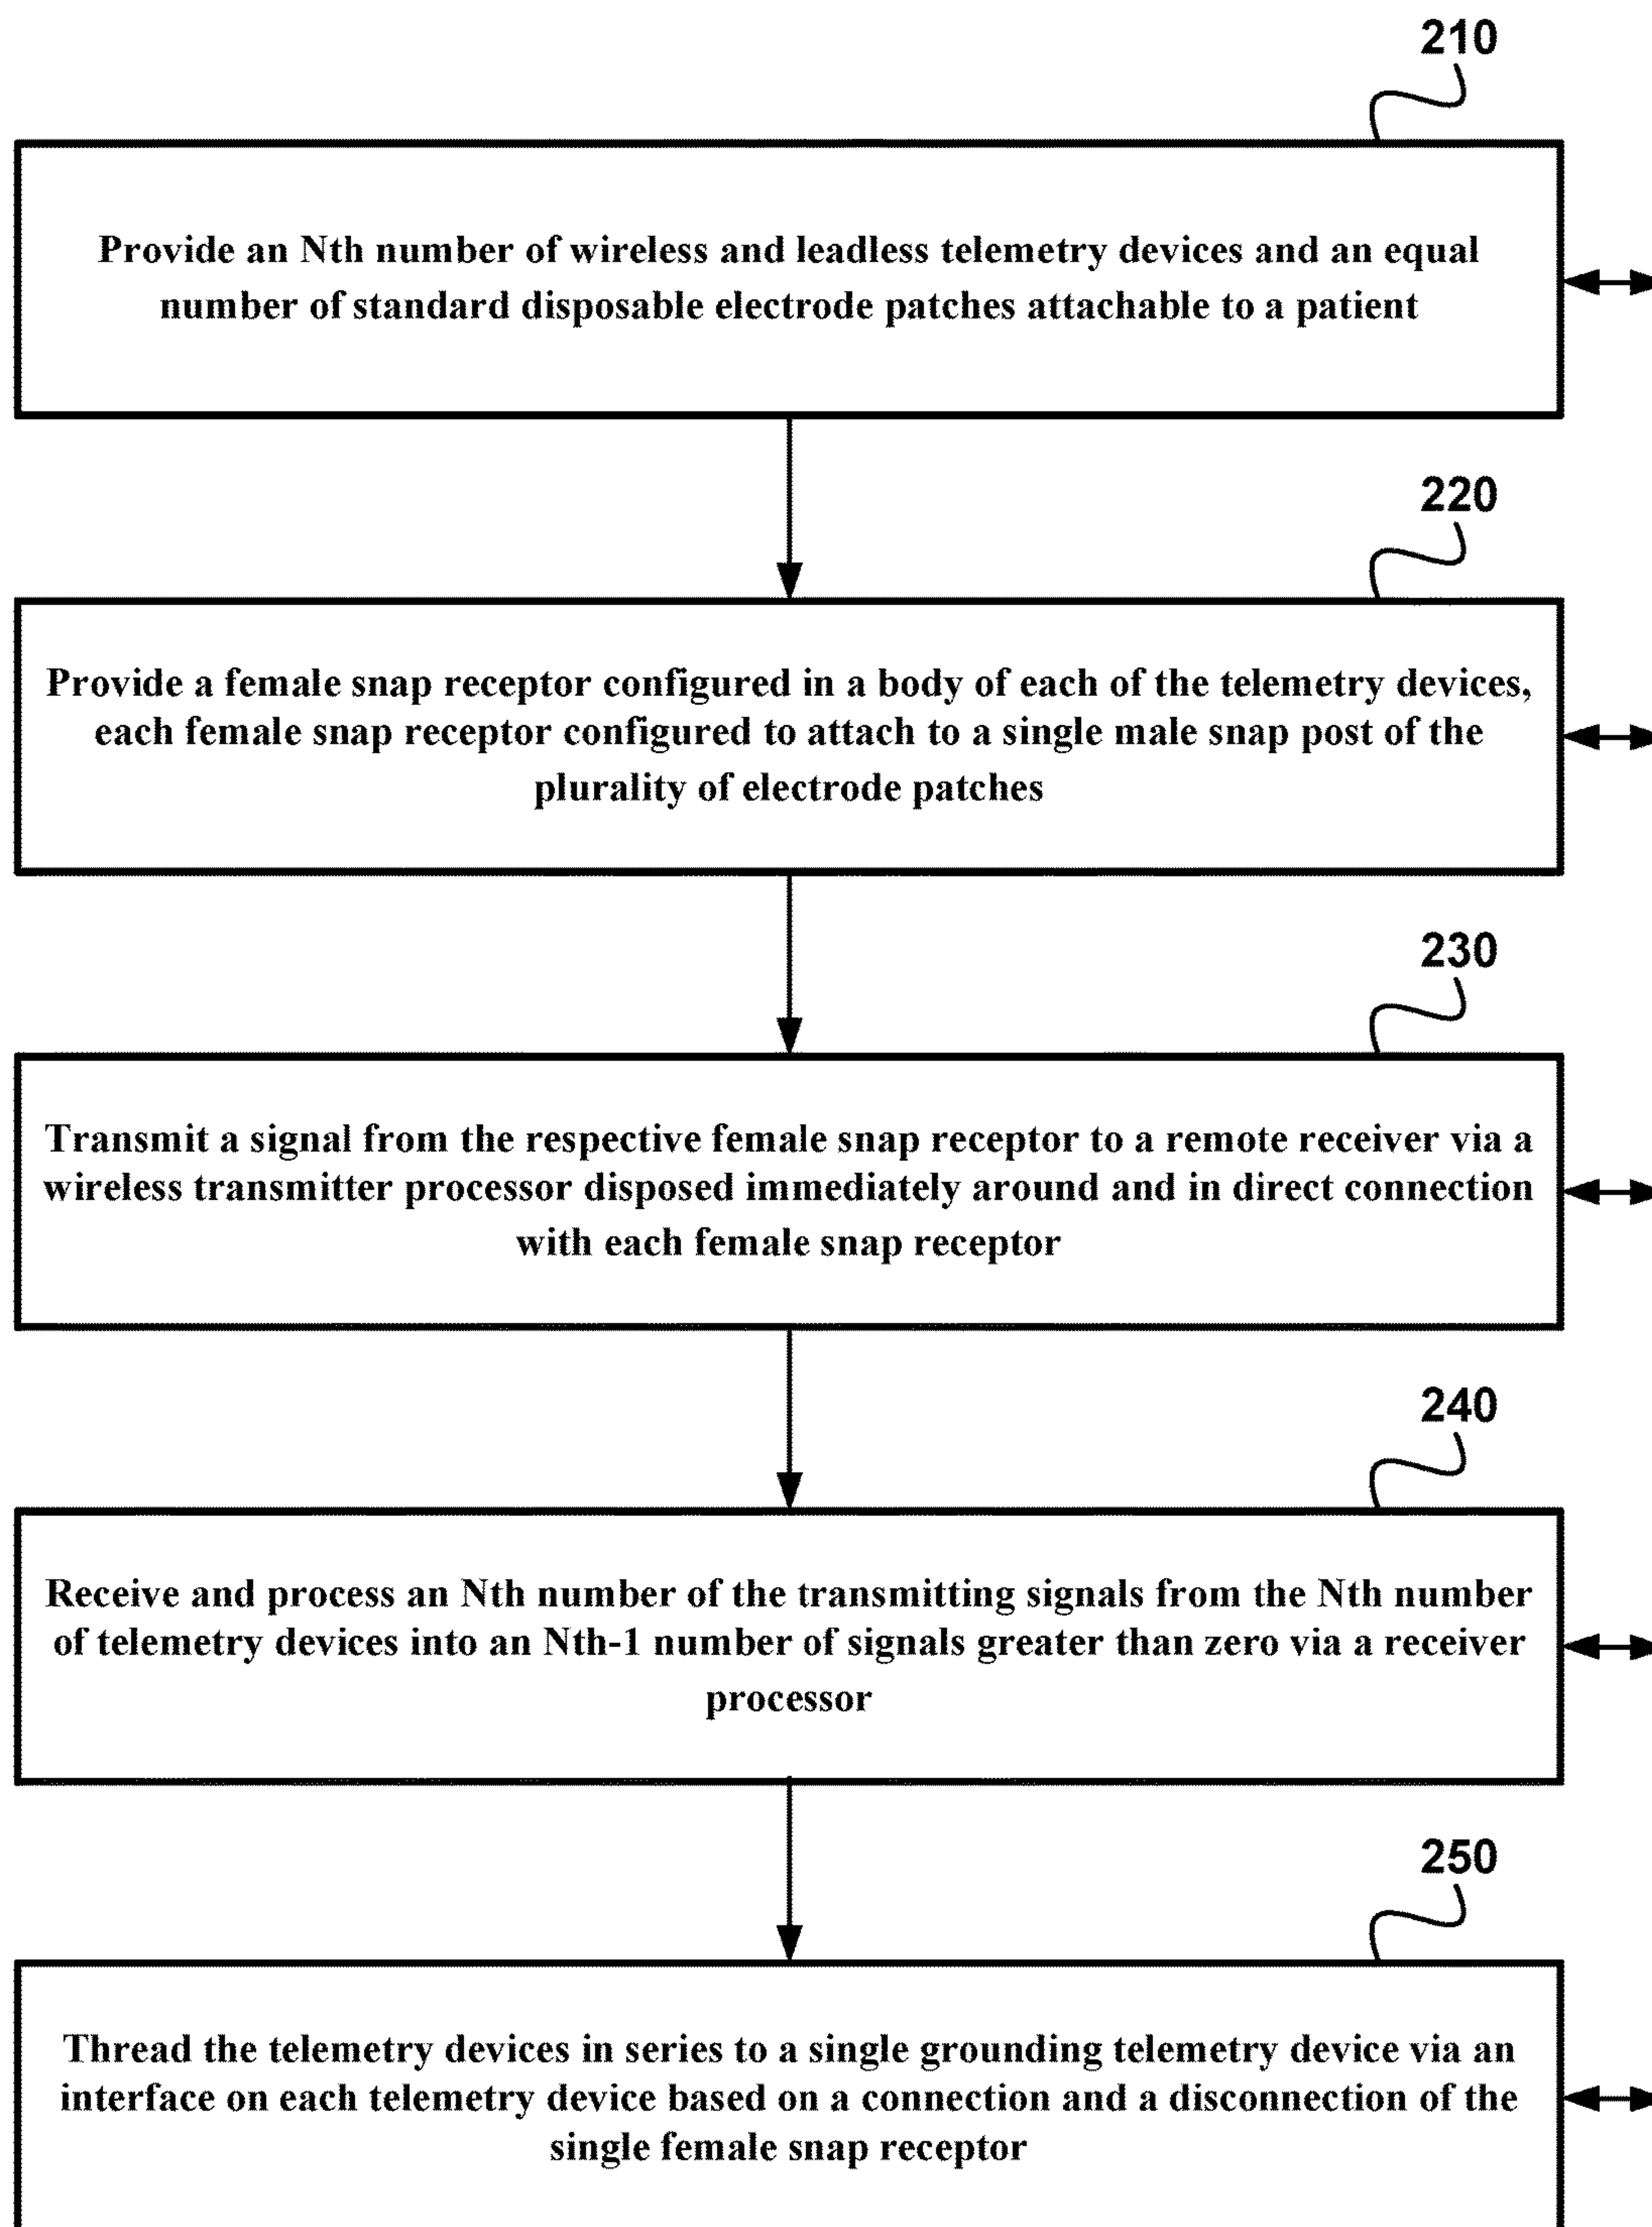 210
Provide an Nth number of wireless and leadless telemetry devices and an equal
number of standard disposable electrode patches attachable to a patient
220
Provide a female snap receptor configured in a body of each of the telemetry devices,
each female snap receptor configured to attach to a single male snap post of the
plurality of electrode patches
230
Transmit a signal from the respective female snap receptor to a remote receiver via a
wireless transmitter processor disposed immediately around and in direct connection
with each female snap receptor
240
Receive and process an Nth number of the transmitting signals from the Nth number
of telemetry devices into an Nth-1 number of signals greater than zero via a receiver
processor
250
Thread the telemetry devices in series to a single grounding telemetry device via an
interface on each telemetry device based on a connection and a disconnection of the
single female snap receptor